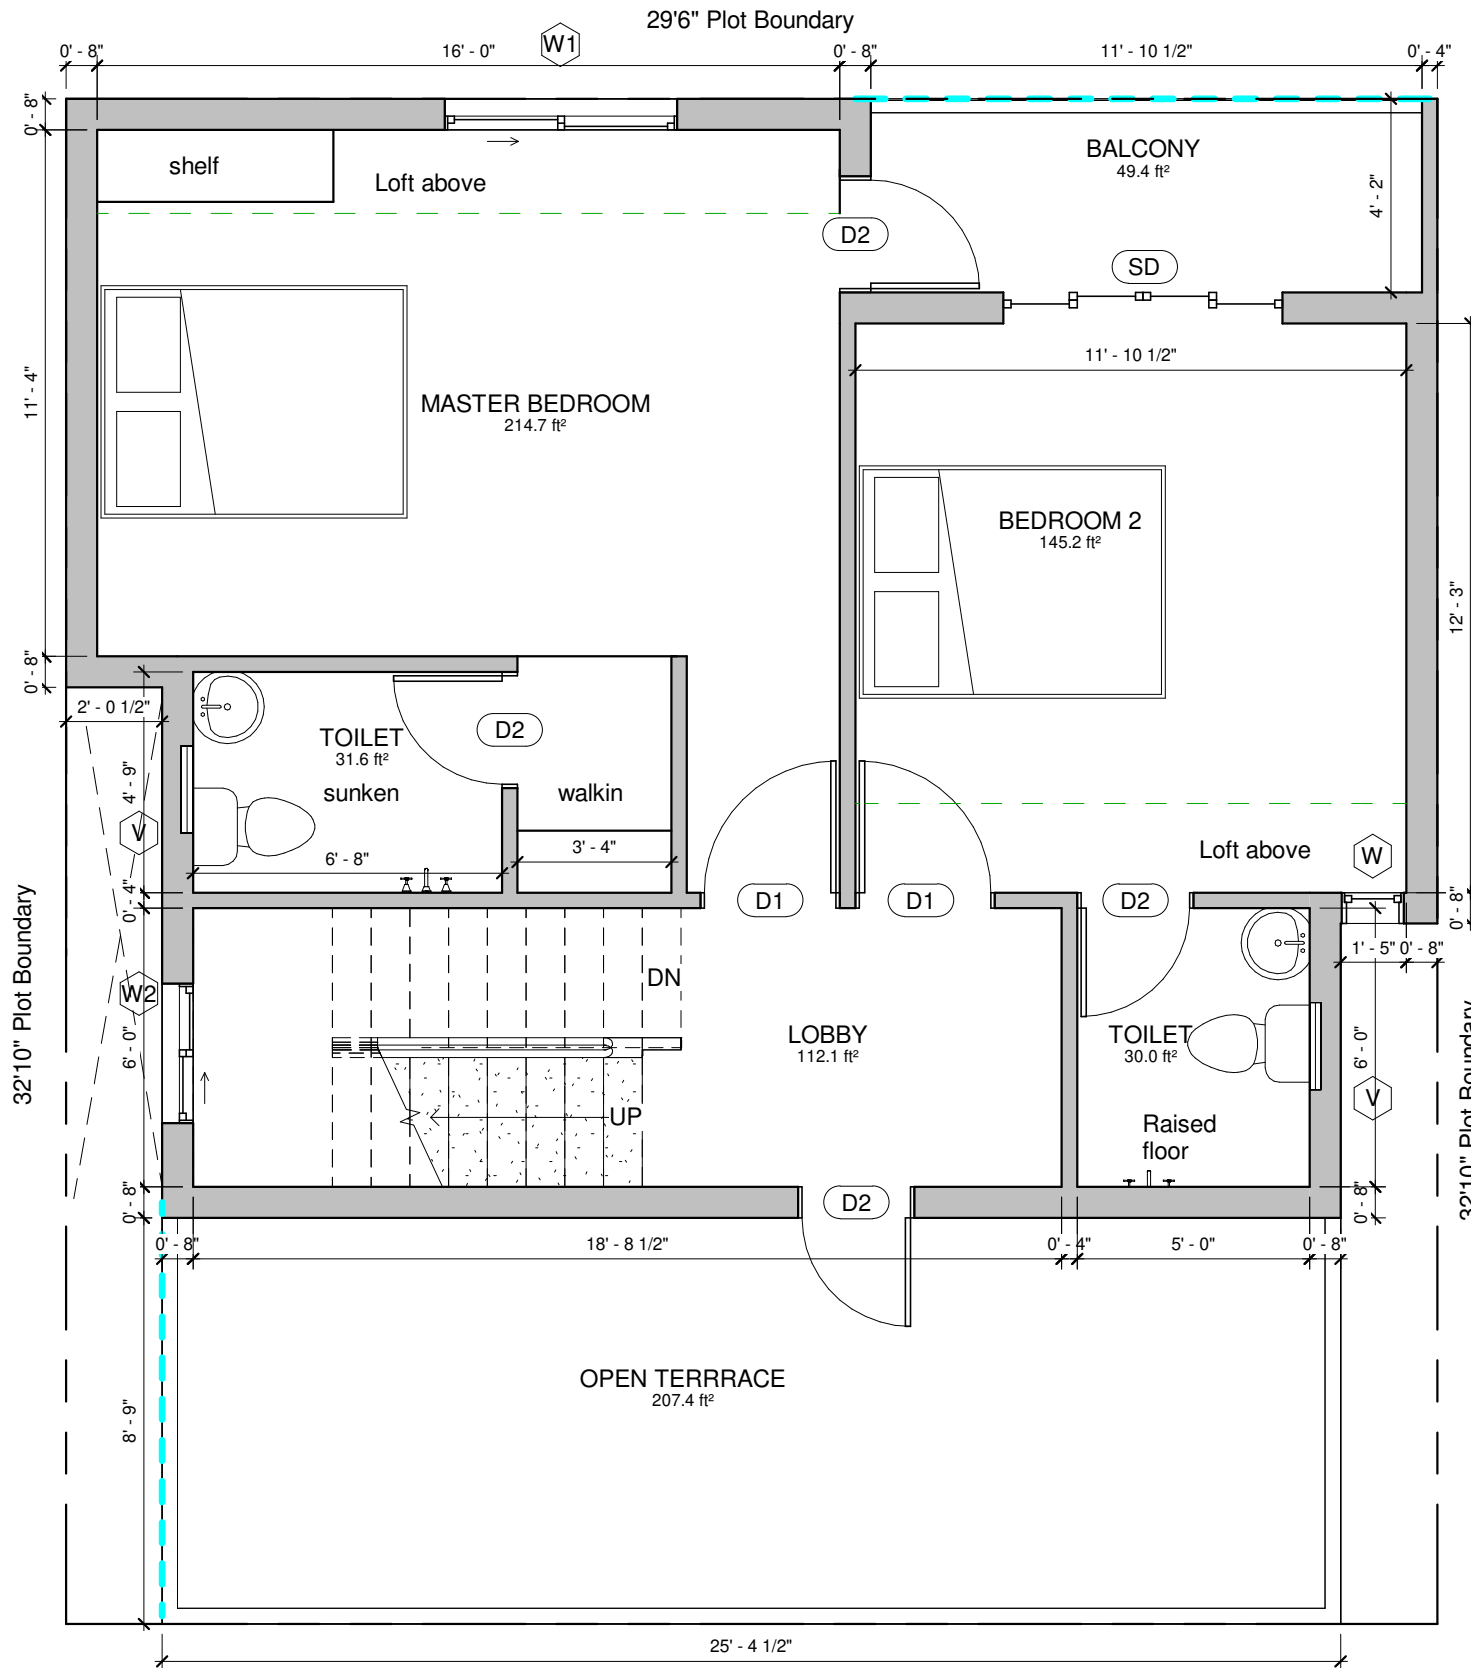 29'6" Plot Boundary
0' - 8"
16' - 0"
W1
0' - 8"
11' - 10 1/2"
0' - 4"
0' - 8"
shelf
Loft above
BALCONY
49.4 ft²
4' - 2"
D2
SD
11' - 4"
11' - 10 1/2"
MASTER BEDROOM
214.7 ft²
BEDROOM 2
145.2 ft²
12' - 3"
0' - 8"
2' - 0 1/2"
TOILET
31.6 ft²
sunken
D2
walkin
4' - 9"
V
6' - 8"
3' - 4"
Loft above
W
0' - 4"
D1
D1
D2
0' - 8"
32'10" Plot Boundary
W2
6' - 0"
DN
LOBBY
112.1 ft²
UP
TOILET
30.0 ft²
Raised
floor
1' - 5"
0' - 8"
6' - 0"
V
32'10" Plot Boundary
0' - 8"
D2
0' - 8"
0' - 8"
18' - 8 1/2"
0' - 4"
5' - 0"
0' - 8"
OPEN TERRRACE
207.4 ft²
8' - 9"
25' - 4 1/2"